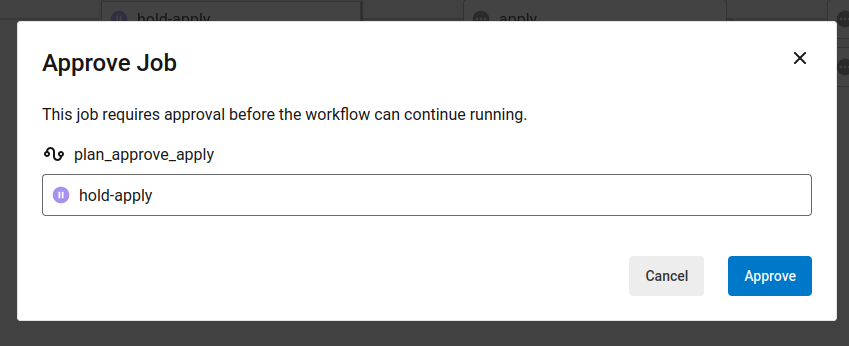 hold-apply
apply
Approve Job
This job requires approval before the workflow can continue running.
plan_approve_apply
hold-apply
Cancel
Approve